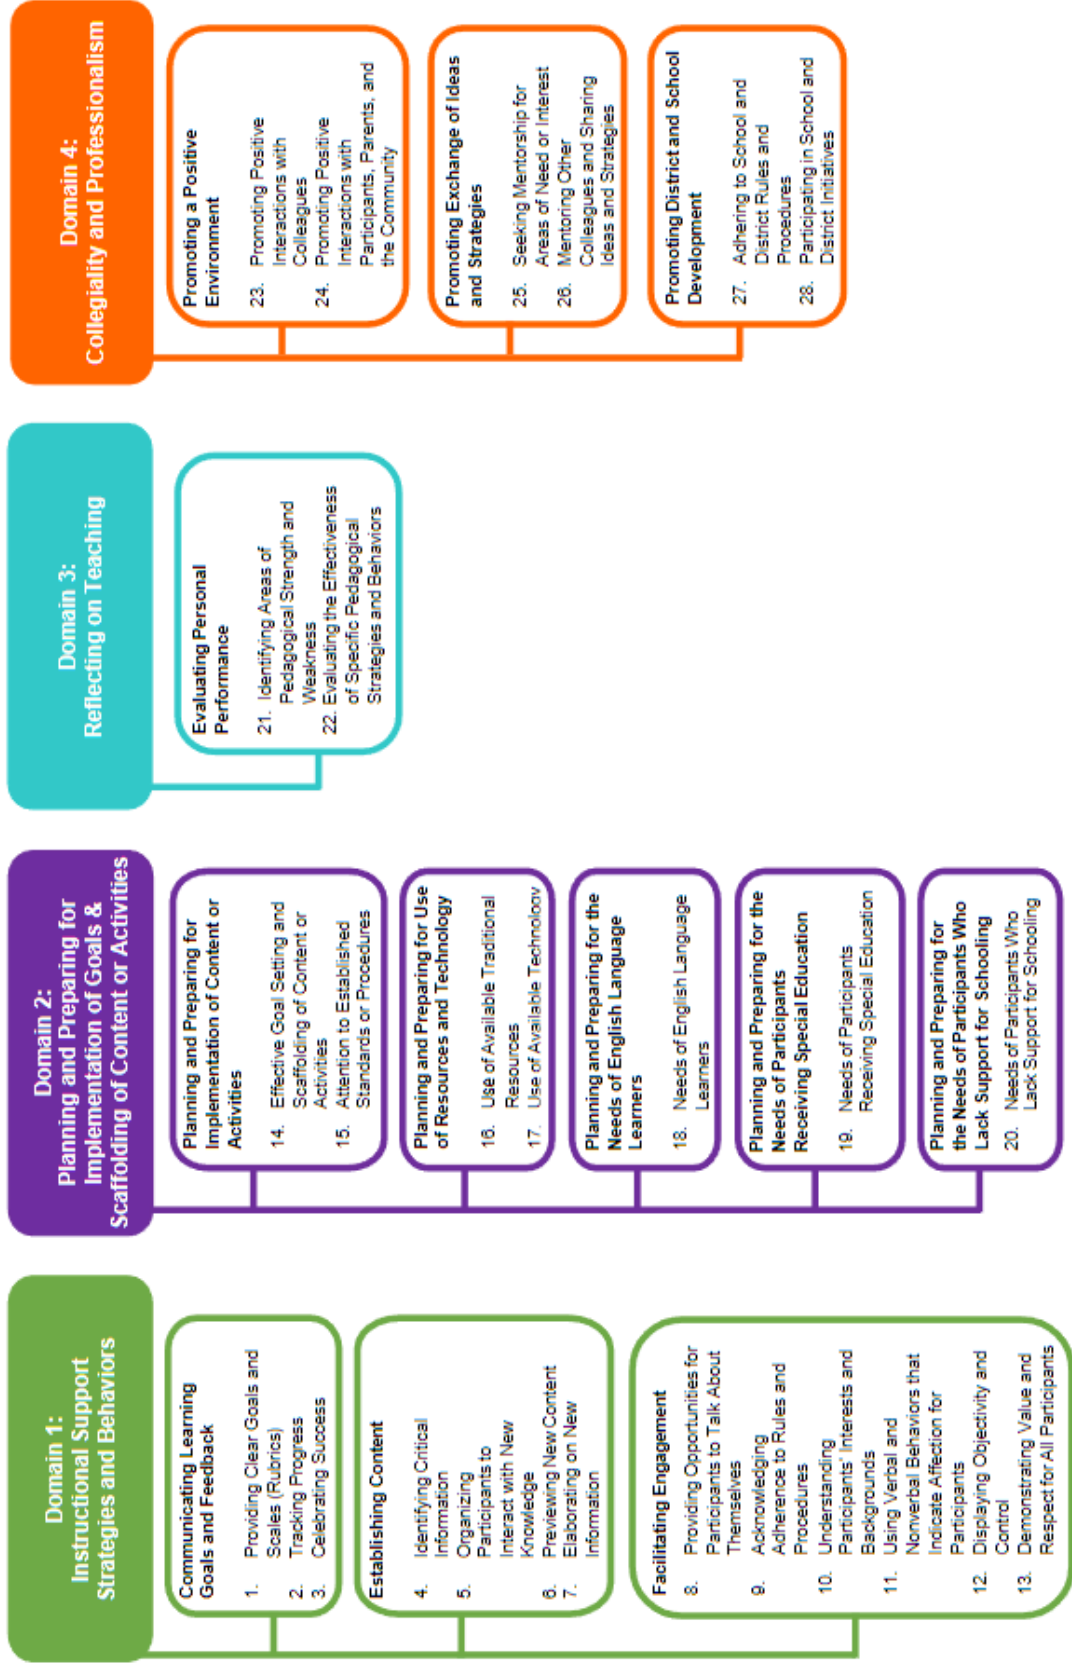 Domain 1:
Instructional Support
Strategies and Behaviors
Communicating Learning
Goals and Feedback
1. Providing Clear Goals and
Scales (Rubrics)
2. Tracking Progress
3. Celebrating Success
Establishing Content
4. Identifying Critical
Information
5. Organizing
Participants to
Interact with New
Knowledge
6. Previewing New Content
7. Elaborating on New
Information
Facilitating Engagement
8. Providing Opportunities for
Participants to Talk About
Themselves
9. Acknowledging
Adherence to Rules and
Procedures
10. Understanding
Participants' Interests and
Backgrounds
11. Using Verbal and
Nonverbal Behaviors that
Indicate Affection for
Participants
12. Displaying Objectivity and
Control
13. Demonstrating Value and
Respect for All Participants
Domain 2:
Planning and Preparing for
Implementation of Goals &
Scaffolding of Content or Activities
Planning and Preparing for
Implementation of Content or
Activities
14. Effective Goal Setting and
Scaffolding of Content or
Activities
15. Attention to Established
Standards or Procedures
Planning and Preparing for Use
of Resources and Technology
16. Use of Available Traditional
Resources
17. Use of Available Technology
Planning and Preparing for the
Needs of English Language
Learners
18. Needs of English Language
Learners
Planning and Preparing for the
Needs of Participants
Receiving Special Education
19. Needs of Participants
Receiving Special Education
Planning and Preparing for
the Needs of Participants Who
Lack Support for Schooling
20. Needs of Participants Who
Lack Support for Schooling
Domain 3:
Reflecting on Teaching
Evaluating Personal
Performance
21. Identifying Areas of
Pedagogical Strength and
Weakness
22. Evaluating the Effectiveness
of Specific Pedagogical
Strategies and Behaviors
Domain 4:
Collegiality and Professionalism
Promoting a Positive
Environment
23. Promoting Positive
Interactions with
Colleagues
24. Promoting Positive
Interactions with
Participants, Parents, and
the Community
Promoting Exchange of Ideas
and Strategies
25. Seeking Mentorship for
Areas of Need or Interest
26. Mentoring Other
Colleagues and Sharing
Ideas and Strategies
Promoting District and School
Development
27. Adhering to School and
District Rules and
Procedures
28. Participating in School and
District Initiatives